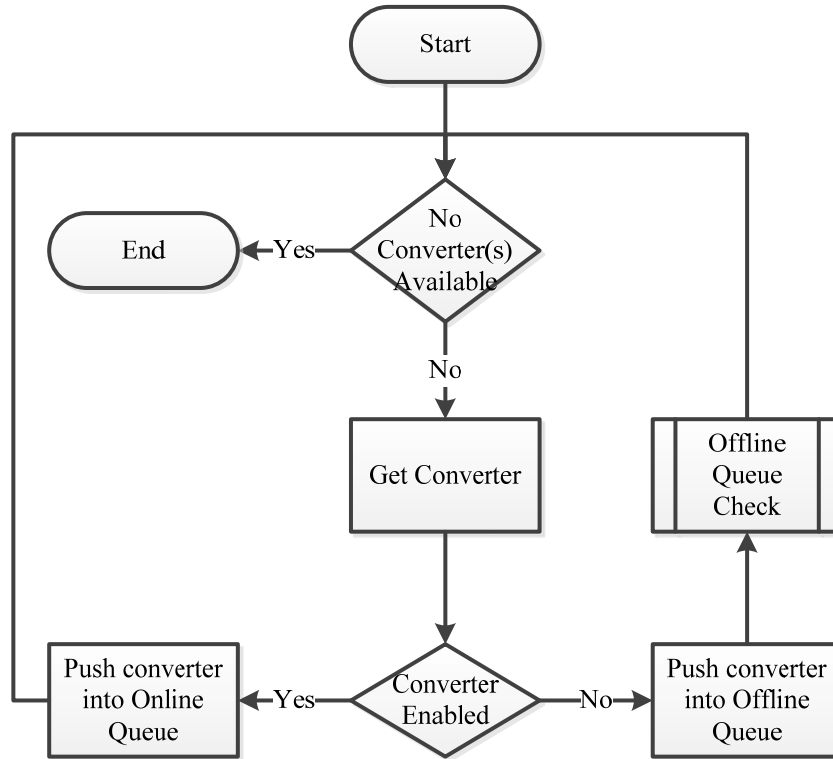 Start
No
Converter(s)
Available
End
Yes
No
Get Converter
Offline
Queue
Check
Push converter
into Online
Queue
Yes
Converter
Enabled
No
Push converter
into Offline
Queue